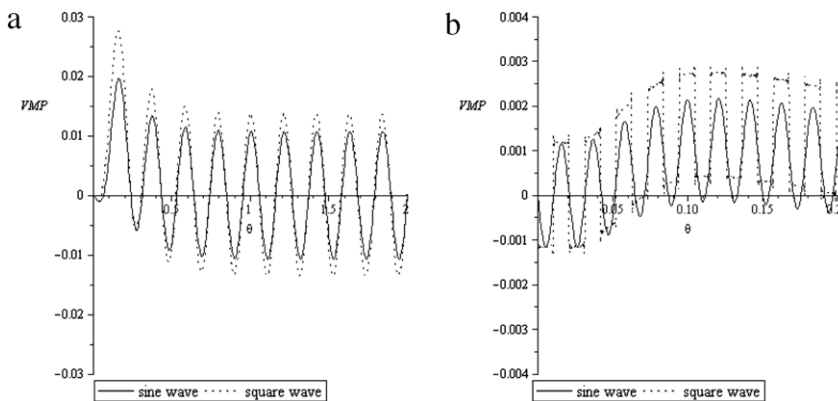 a
0.03
0.02
VMP
0.01
0
0.5
1
1.5
2
θ
-0.01
-0.02
-0.03
sine wave
square wave
b
0.004
0.003
0.002
VMP
0.001
0
0.05
0.10
0.15
θ
-0.001
-0.002
-0.003
-0.004
sine wave
square wave